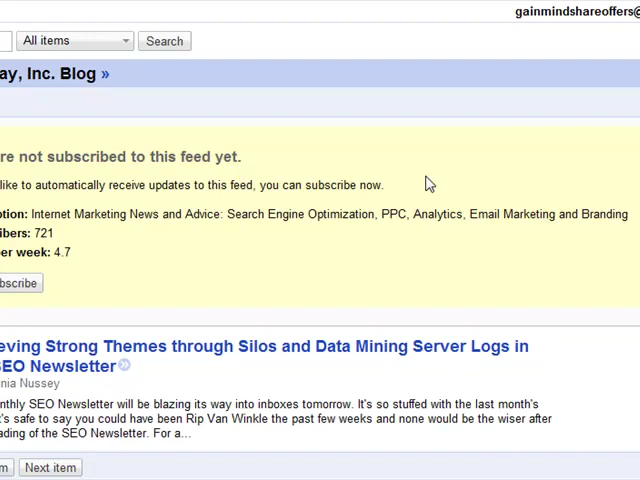 gainmindshareoffers@
All items
Search
ay, Inc. Blog »
re not subscribed to this feed yet.
like to automatically receive updates to this feed, you can subscribe now.
ption: Internet Marketing News and Advice: Search Engine Optimization, PPC, Analytics, Email Marketing and Branding
ibers: 721
per week: 4.7
bscribe
eving Strong Themes through Silos and Data Mining Server Logs in
SEO Newsletter
nia Nussey
nthly SEO Newsletter will be blazing its way into inboxes tomorrow. It's so stuffed with the last month's
t's safe to say you could have been Rip Van Winkle the past few weeks and none would be the wiser after
ading of the SEO Newsletter. For a...
m
Next item